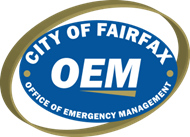 CITY OF FAIRFAX
OEM
• OFFICE OF EMERGENCY MANAGEMENT •